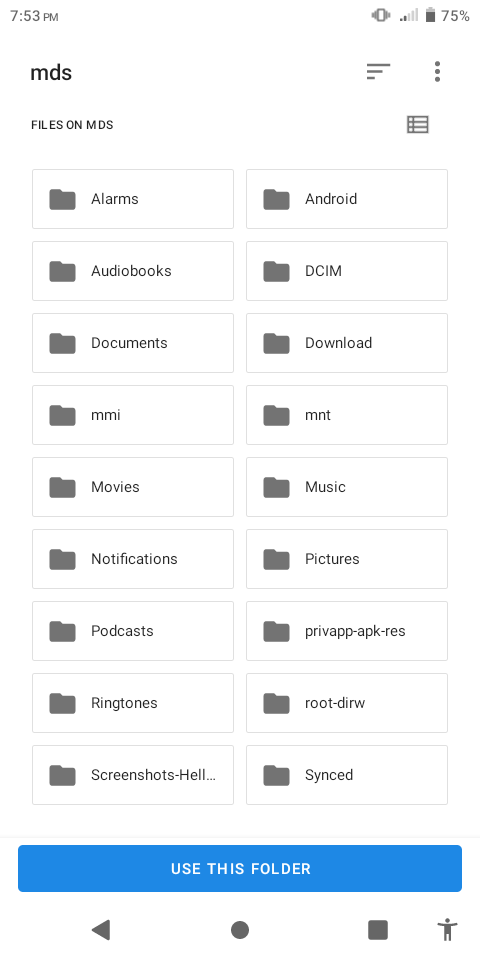 7:53 PM 75%
mds
FILES ON MDS
Alarms Android
Audiobooks DCIM
Documents Download
mmi mnt
Movies Music
Notifications Pictures
Podcasts privapp-apk-res
Ringtones root-dirw
Screenshots-Hell... Synced
USE THIS FOLDER